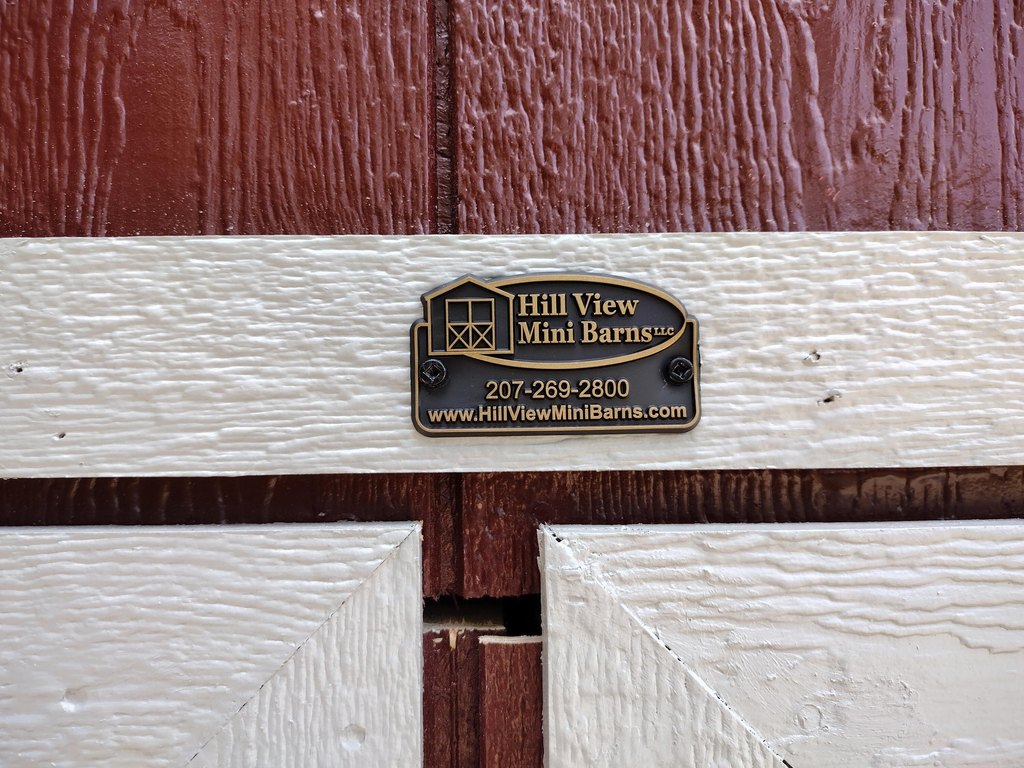 Hill View
Mini Barns LLC
207-269-2800
www.HillViewMiniBarns.com